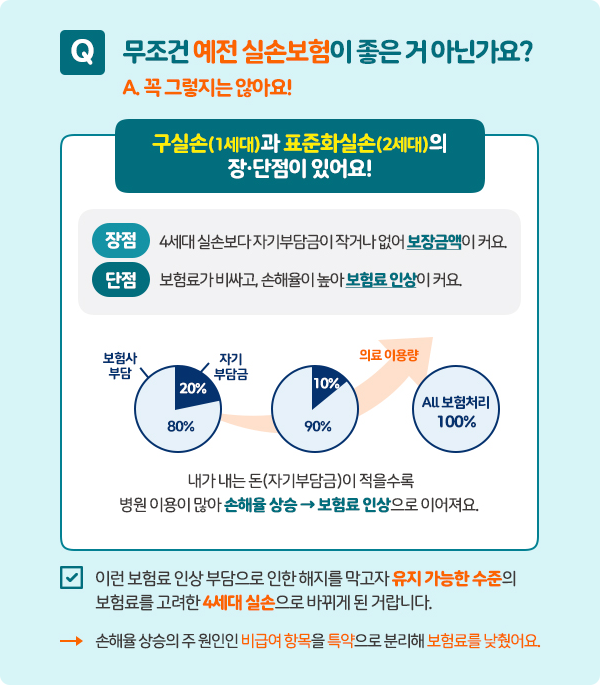 Q 무조건 예전 실손보험이 좋은 거 아닌가요?
A. 꼭 그렇지는 않아요!
구실손(1세대)과 표준화실손(2세대)의
장·단점이 있어요!
장점 4세대 실손보다 자기부담금이 작거나 없어 보장금액이 커요.
단점 보험료가 비싸고, 손해율이 높아 보험료 인상이 커요.
보험사
부담
자기
부담금
20%
80%
10%
90%
의료 이용량
All 보험처리
100%
내가 내는 돈(자기부담금)이 적을수록
병원 이용이 많아 손해율 상승 → 보험료 인상으로 이어져요.
이런 보험료 인상 부담으로 인한 해지를 막고자 유지 가능한 수준의
보험료를 고려한 4세대 실손으로 바뀌게 된 거랍니다.
→ 손해율 상승의 주 원인인 비급여 항목을 특약으로 분리해 보험료를 낮췄어요.